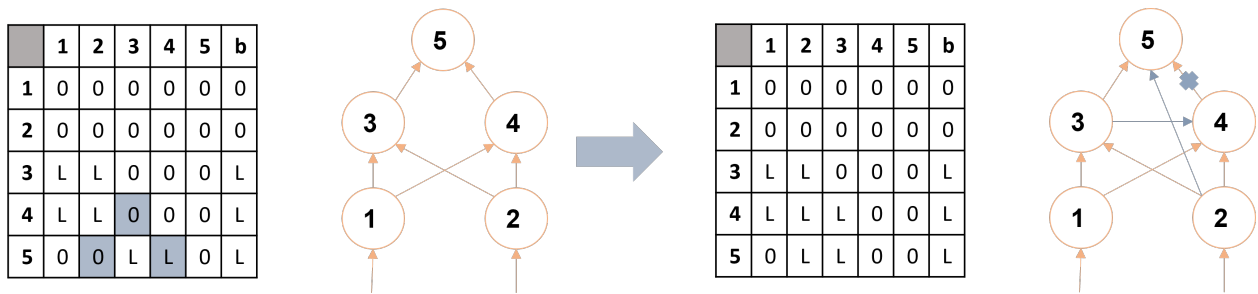 1 2 3 4 5 b
1 0 0 0 0 0 0
2 0 0 0 0 0 0
3 L L 0 0 0 L
4 L L 0 0 0 L
5 0 0 L L 0 L
5
3 4
1 2
1 2 3 4 5 b
1 0 0 0 0 0 0
2 0 0 0 0 0 0
3 L L 0 0 0 L
4 L L L 0 0 L
5 0 L L 0 0 L
5
3 4
1 2